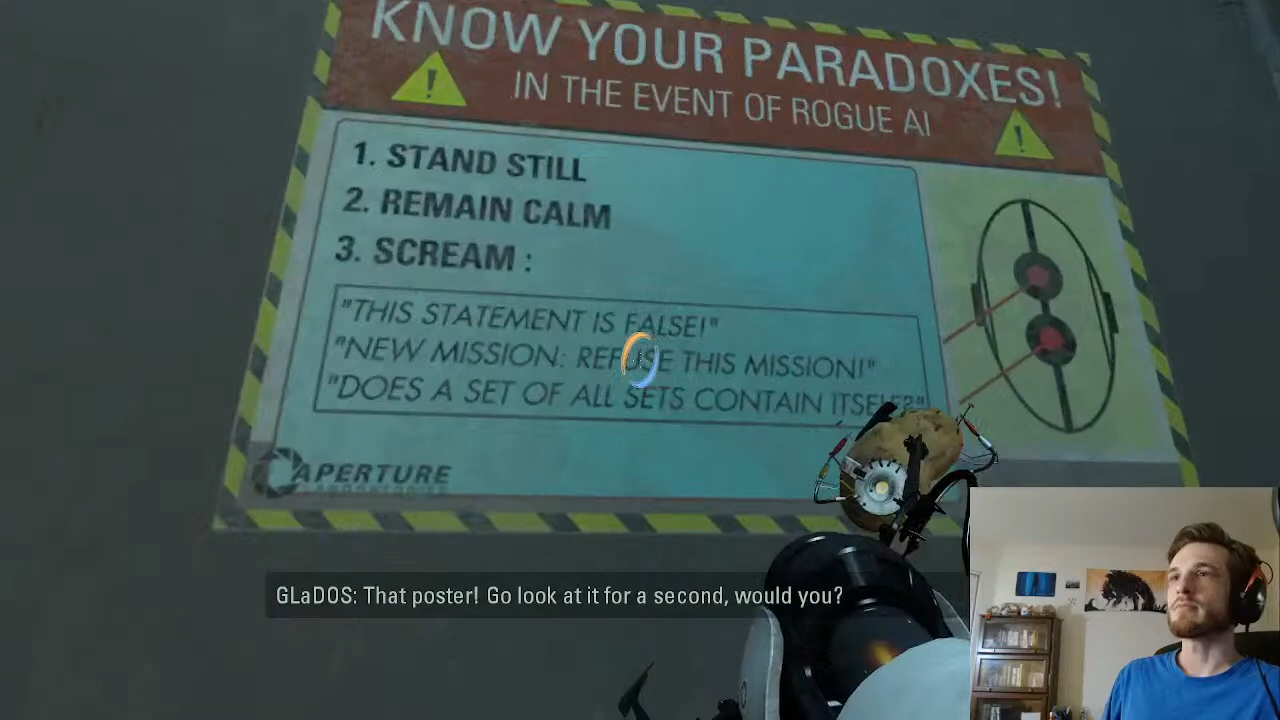 KNOW YOUR PARADOXES!
IN THE EVENT OF ROGUE AI
1. STAND STILL
2. REMAIN CALM
3. SCREAM :
"THIS STATEMENT IS FALSE!"
"NEW MISSION: REFUSE THIS MISSION!"
"DOES A SET OF ALL SETS CONTAIN ITSELF?"
APERTURE
LABORATORIES
GLaDOS: That poster! Go look at it for a second, would you?